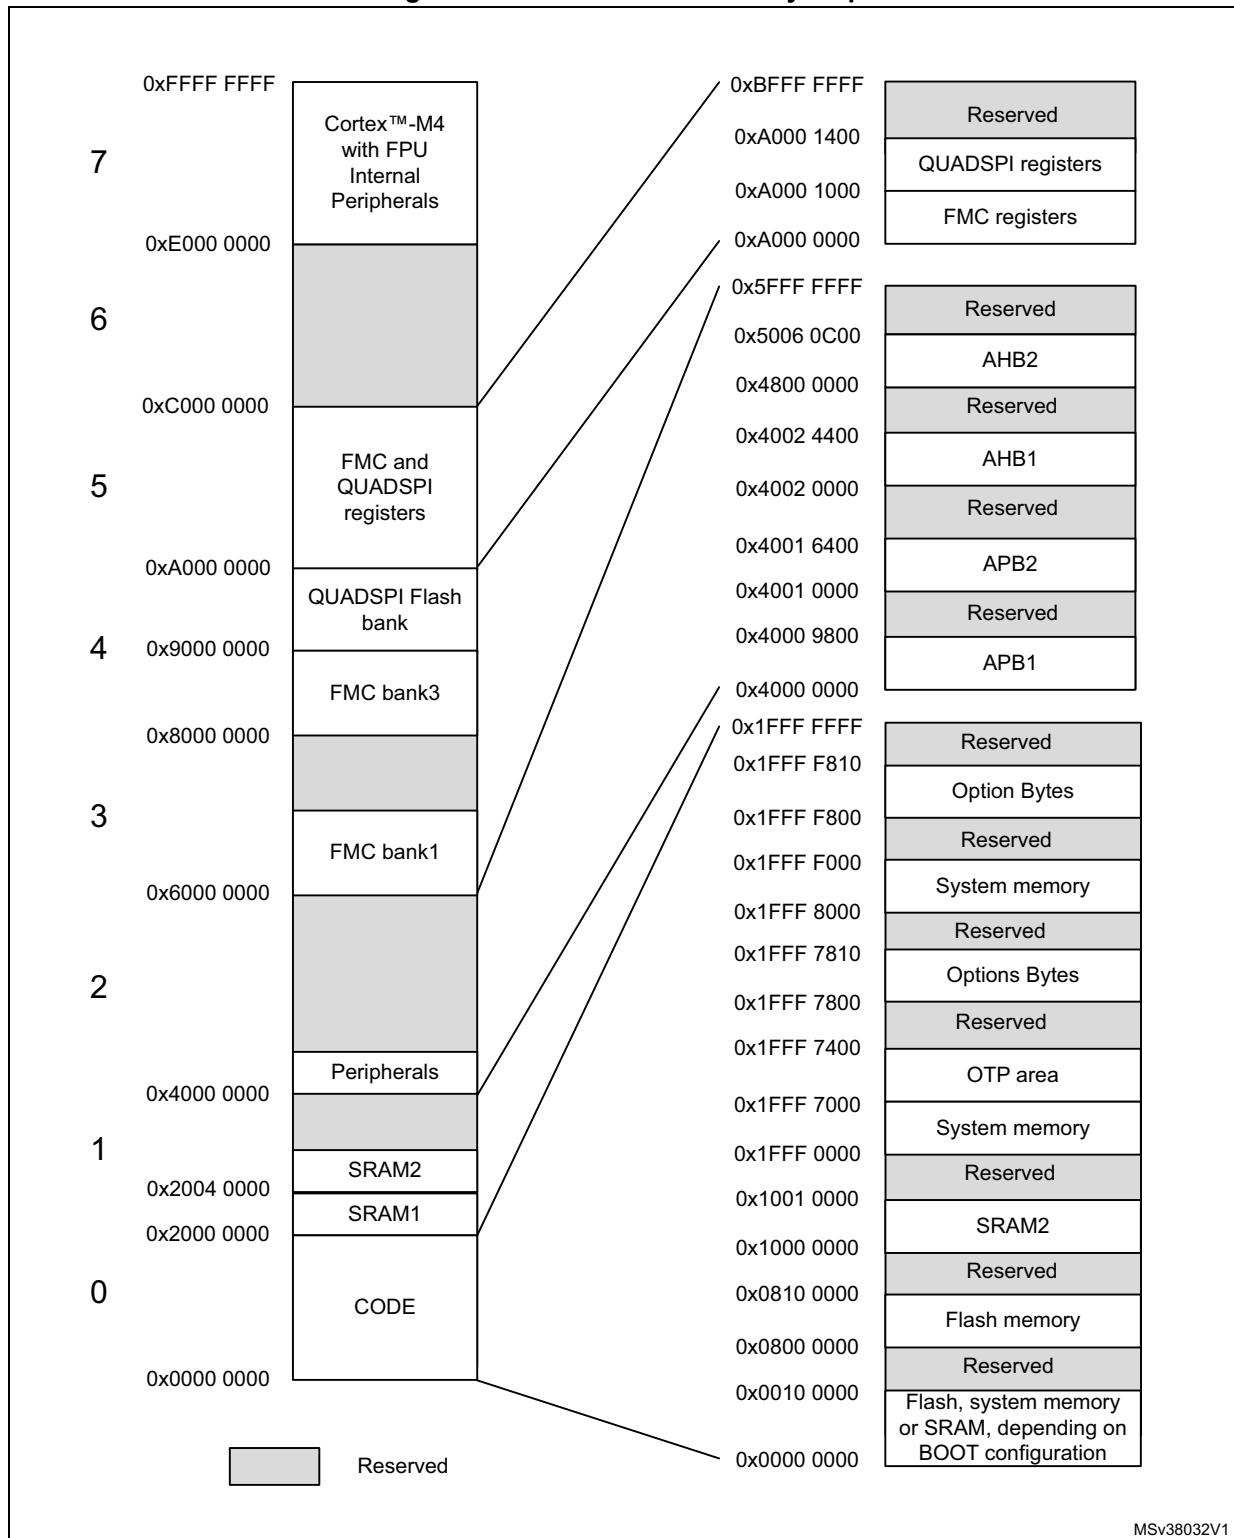 0xFFFF FFFF
Cortex™-M4
with FPU
Internal
Peripherals
7
0xE000 0000
6
0xC000 0000
FMC and
QUADSPI
registers
5
0xA000 0000
QUADSPI Flash
bank
4
0x9000 0000
FMC bank3
0x8000 0000
3
FMC bank1
0x6000 0000
2
Peripherals
0x4000 0000
1
SRAM2
0x2004 0000
SRAM1
0x2000 0000
0
CODE
0x0000 0000
Reserved
0xBFFF FFFF
Reserved
0xA000 1400
QUADSPI registers
0xA000 1000
FMC registers
0xA000 0000
0x5FFF FFFF
Reserved
0x5006 0C00
AHB2
0x4800 0000
Reserved
0x4002 4400
AHB1
0x4002 0000
Reserved
0x4001 6400
APB2
0x4001 0000
Reserved
0x4000 9800
APB1
0x4000 0000
0x1FFF FFFF
Reserved
0x1FFF F810
Option Bytes
0x1FFF F800
Reserved
0x1FFF F000
System memory
0x1FFF 8000
Reserved
0x1FFF 7810
Options Bytes
0x1FFF 7800
Reserved
0x1FFF 7400
OTP area
0x1FFF 7000
System memory
0x1FFF 0000
Reserved
0x1001 0000
SRAM2
0x1000 0000
Reserved
0x0810 0000
Flash memory
0x0800 0000
Reserved
0x0010 0000
Flash, system memory
or SRAM, depending on
BOOT configuration
0x0000 0000
MSv38032V1